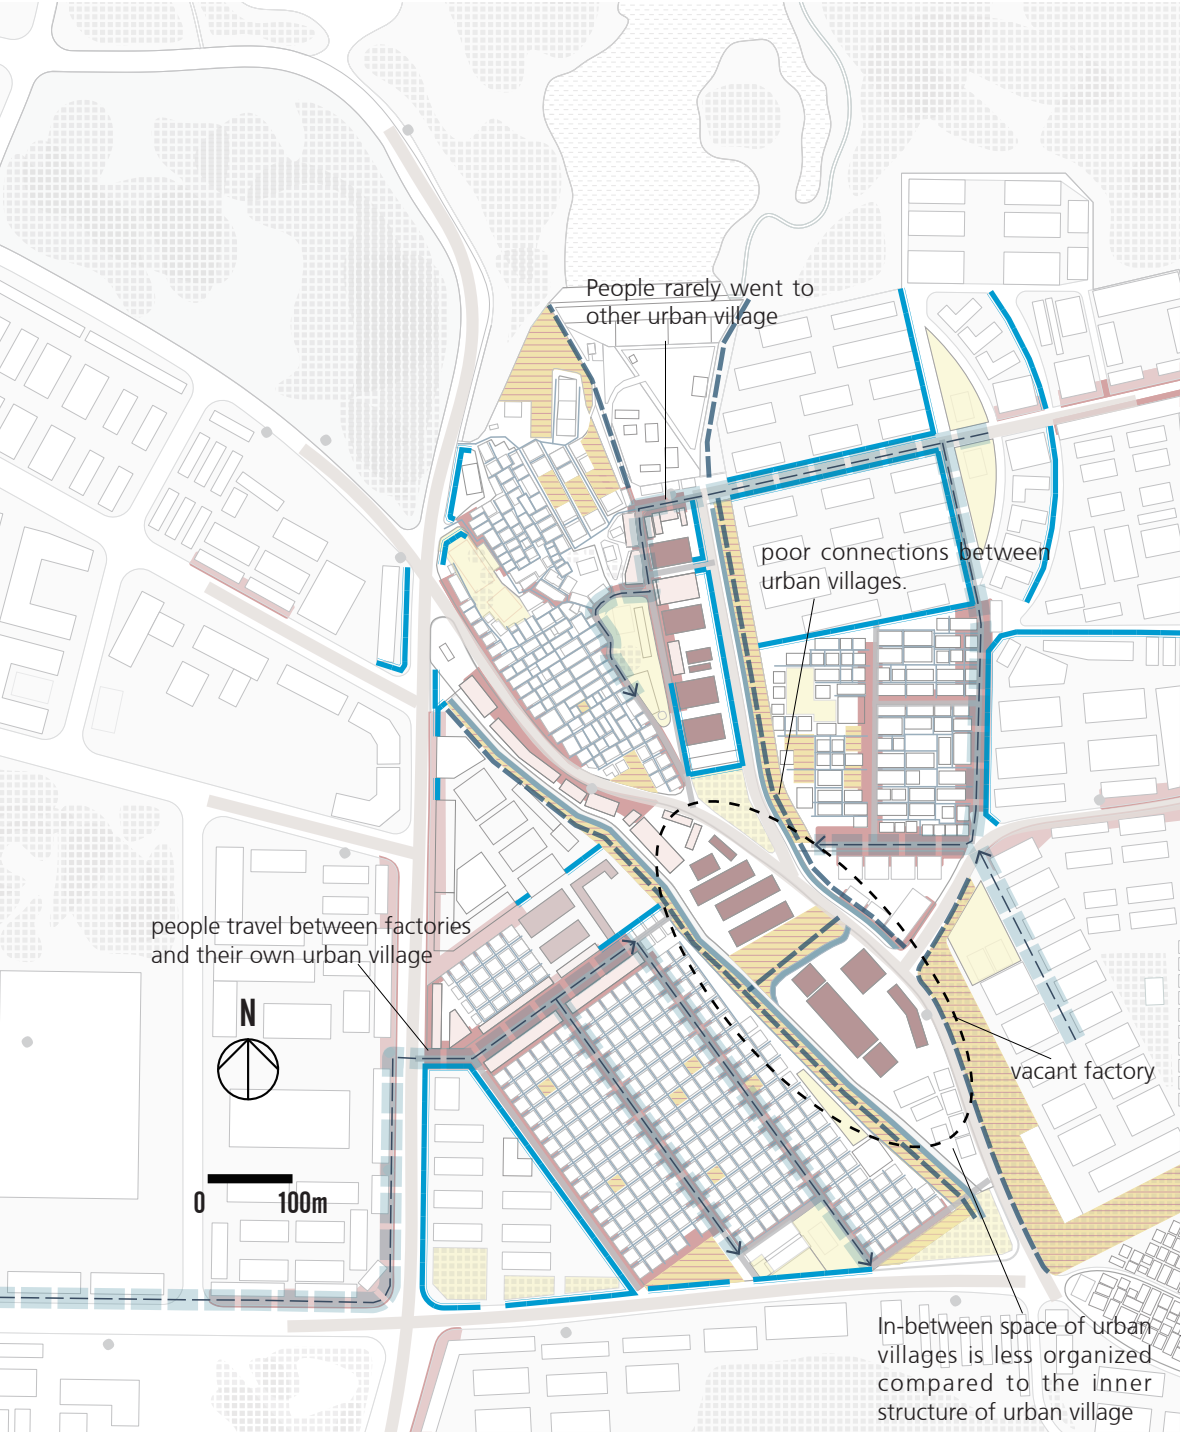 People rarely went to
other urban village
poor connections between
urban villages.
people travel between factories
and their own urban village
N
vacant factory
0 100m
In-between space of urban
villages is less organized
compared to the inner
structure of urban village